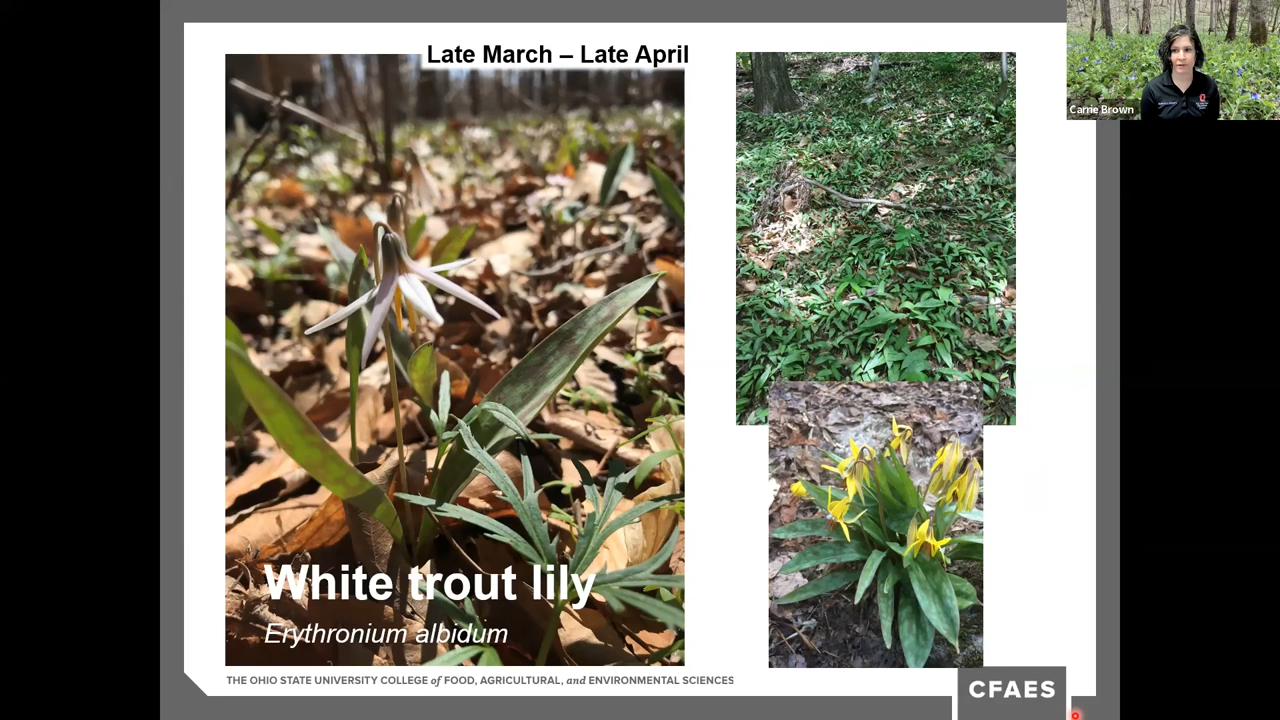 Late March – Late April
Carrie Brown
White trout lily
Erythronium albidum
THE OHIO STATE UNIVERSITY COLLEGE of FOOD, AGRICULTURAL, and ENVIRONMENTAL SCIENCES
CFAES